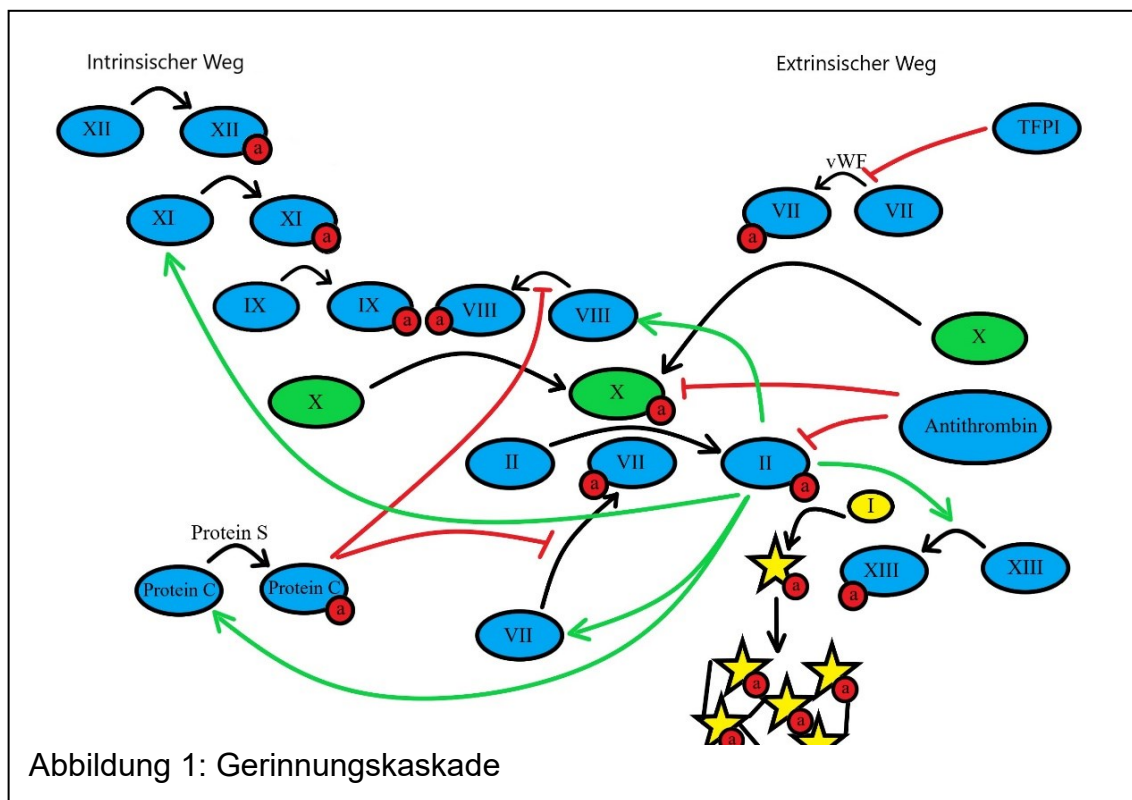 Intrinsischer Weg
Extrinsischer Weg
XII
XII
a
TFPI
vWF
XI
XI
a
VII
VII
a
IX
IX
a
VIII
a
VIII
X
X
a
X
Antithrombin
II
VII
a
II
a
I
Protein S
Protein C
Protein C
a
a
XIII
a
XIII
VII
a
a
a
a
Abbildung 1: Gerinnungskaskade